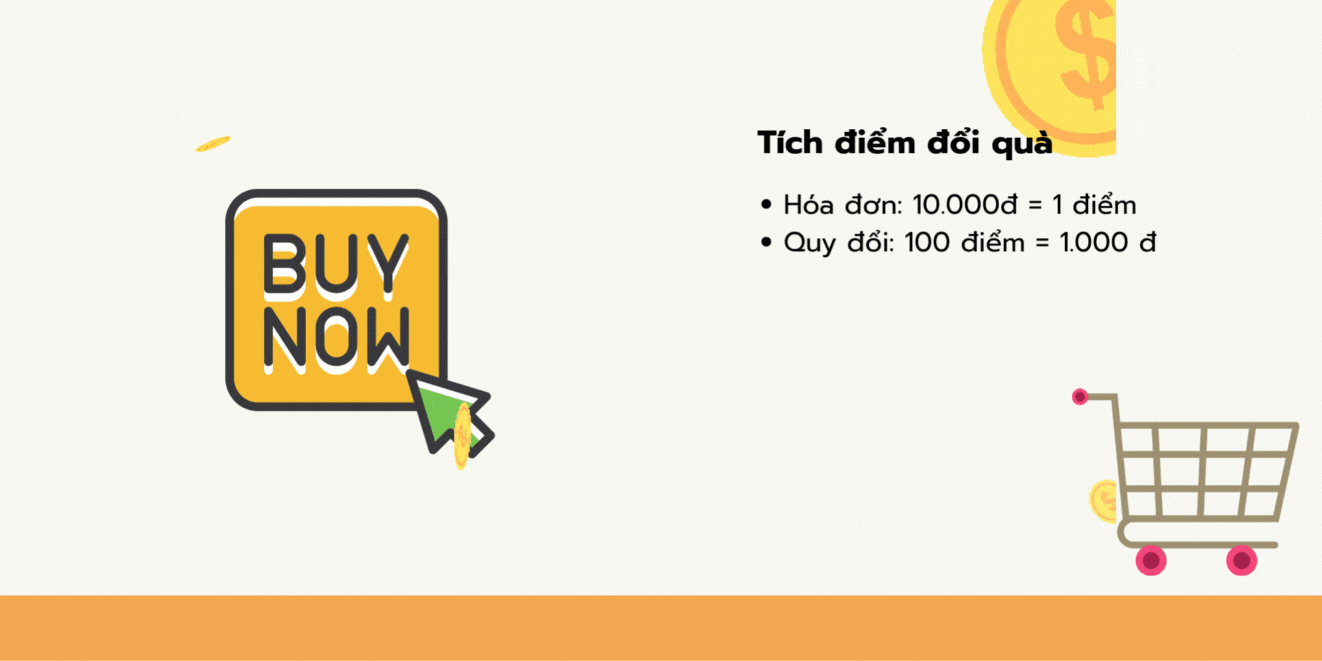 BUY
NOW
Tích điểm đổi quà
• Hóa đơn: 10.000đ = 1 điểm
• Quy đổi: 100 điểm = 1.000 đ
$